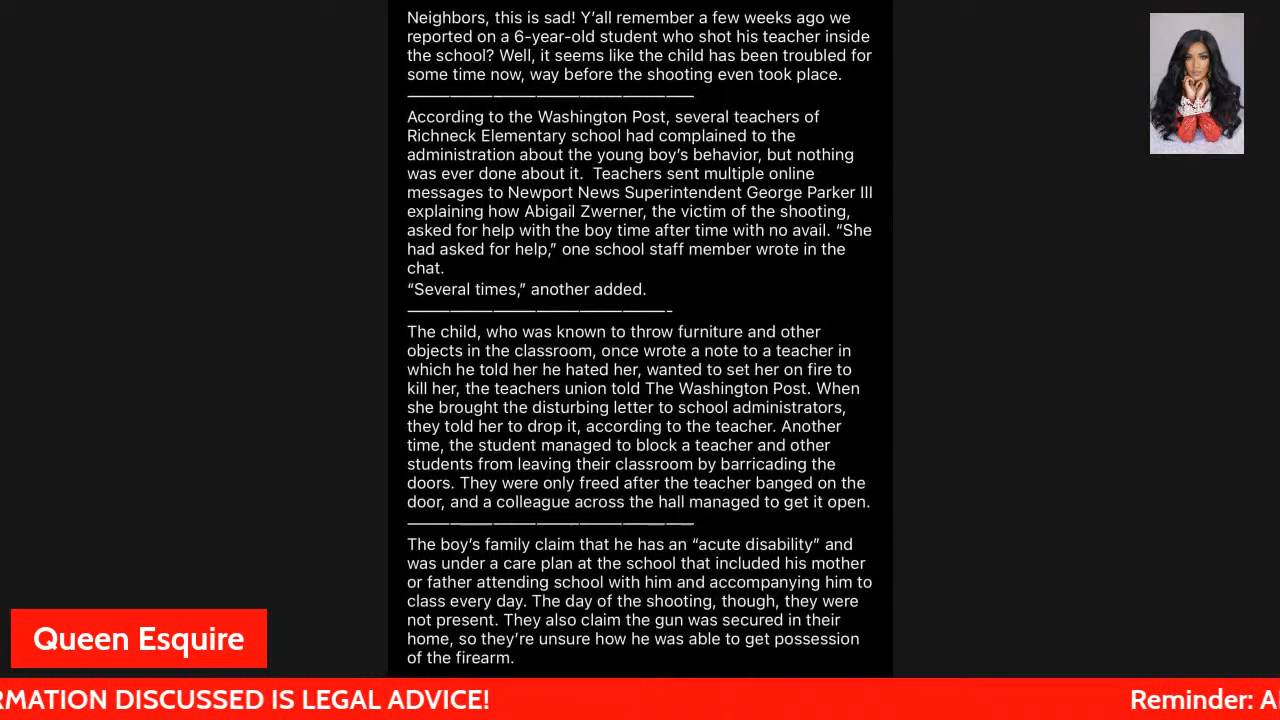 Neighbors, this is sad! Y’all remember a few weeks ago we
reported on a 6-year-old student who shot his teacher inside
the school? Well, it seems like the child has been troubled for
some time now, way before the shooting even took place.
According to the Washington Post, several teachers of
Richneck Elementary school had complained to the
administration about the young boy’s behavior, but nothing
was ever done about it.  Teachers sent multiple online
messages to Newport News Superintendent George Parker III
explaining how Abigail Zwerner, the victim of the shooting,
asked for help with the boy time after time with no avail. “She
had asked for help,” one school staff member wrote in the
chat.
“Several times,” another added.
The child, who was known to throw furniture and other
objects in the classroom, once wrote a note to a teacher in
which he told her he hated her, wanted to set her on fire to
kill her, the teachers union told The Washington Post. When
she brought the disturbing letter to school administrators,
they told her to drop it, according to the teacher. Another
time, the student managed to block a teacher and other
students from leaving their classroom by barricading the
doors. They were only freed after the teacher banged on the
door, and a colleague across the hall managed to get it open.
The boy’s family claim that he has an “acute disability” and
was under a care plan at the school that included his mother
or father attending school with him and accompanying him to
class every day. The day of the shooting, though, they were
not present. They also claim the gun was secured in their
home, so they’re unsure how he was able to get possession
of the firearm.
Queen Esquire
RMATION DISCUSSED IS LEGAL ADVICE!
Reminder: A